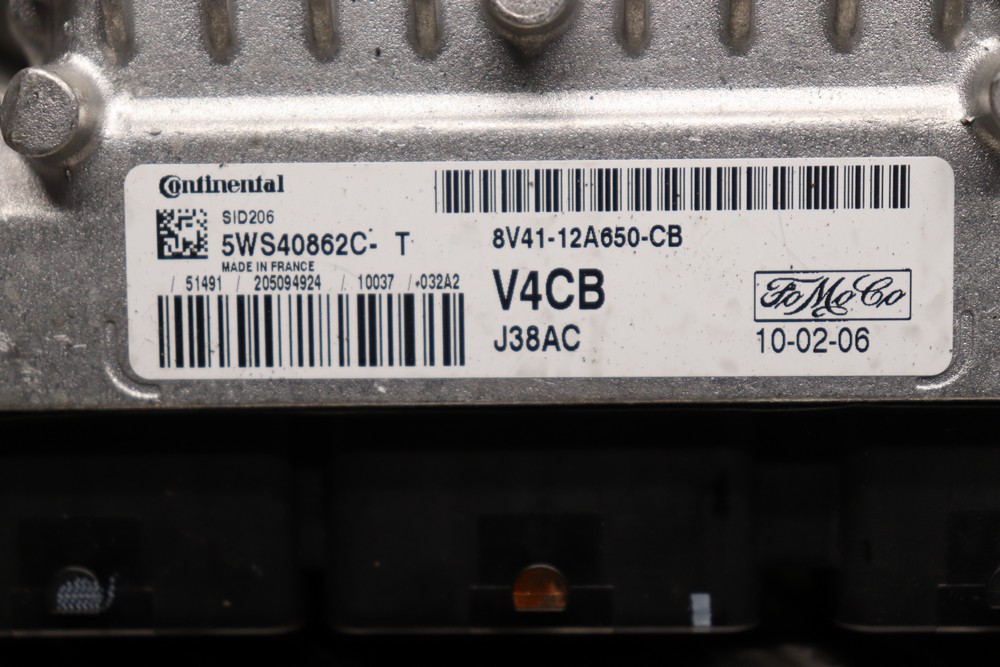 Continental
SID206
5WS40862C- T
MADE IN FRANCE
/ 51491 / 205094924 / 10037 / *032A2
8V41-12A650-CB
V4CB
J38AC
FoMoCo
10-02-06